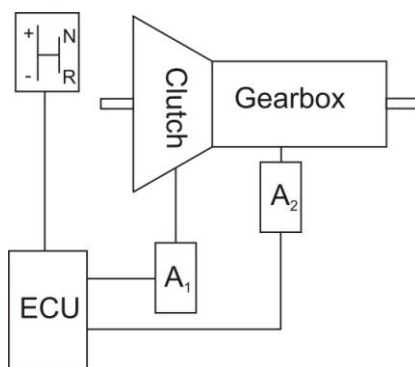 + N
- R
Clutch
Gearbox
A₂
A₁
ECU